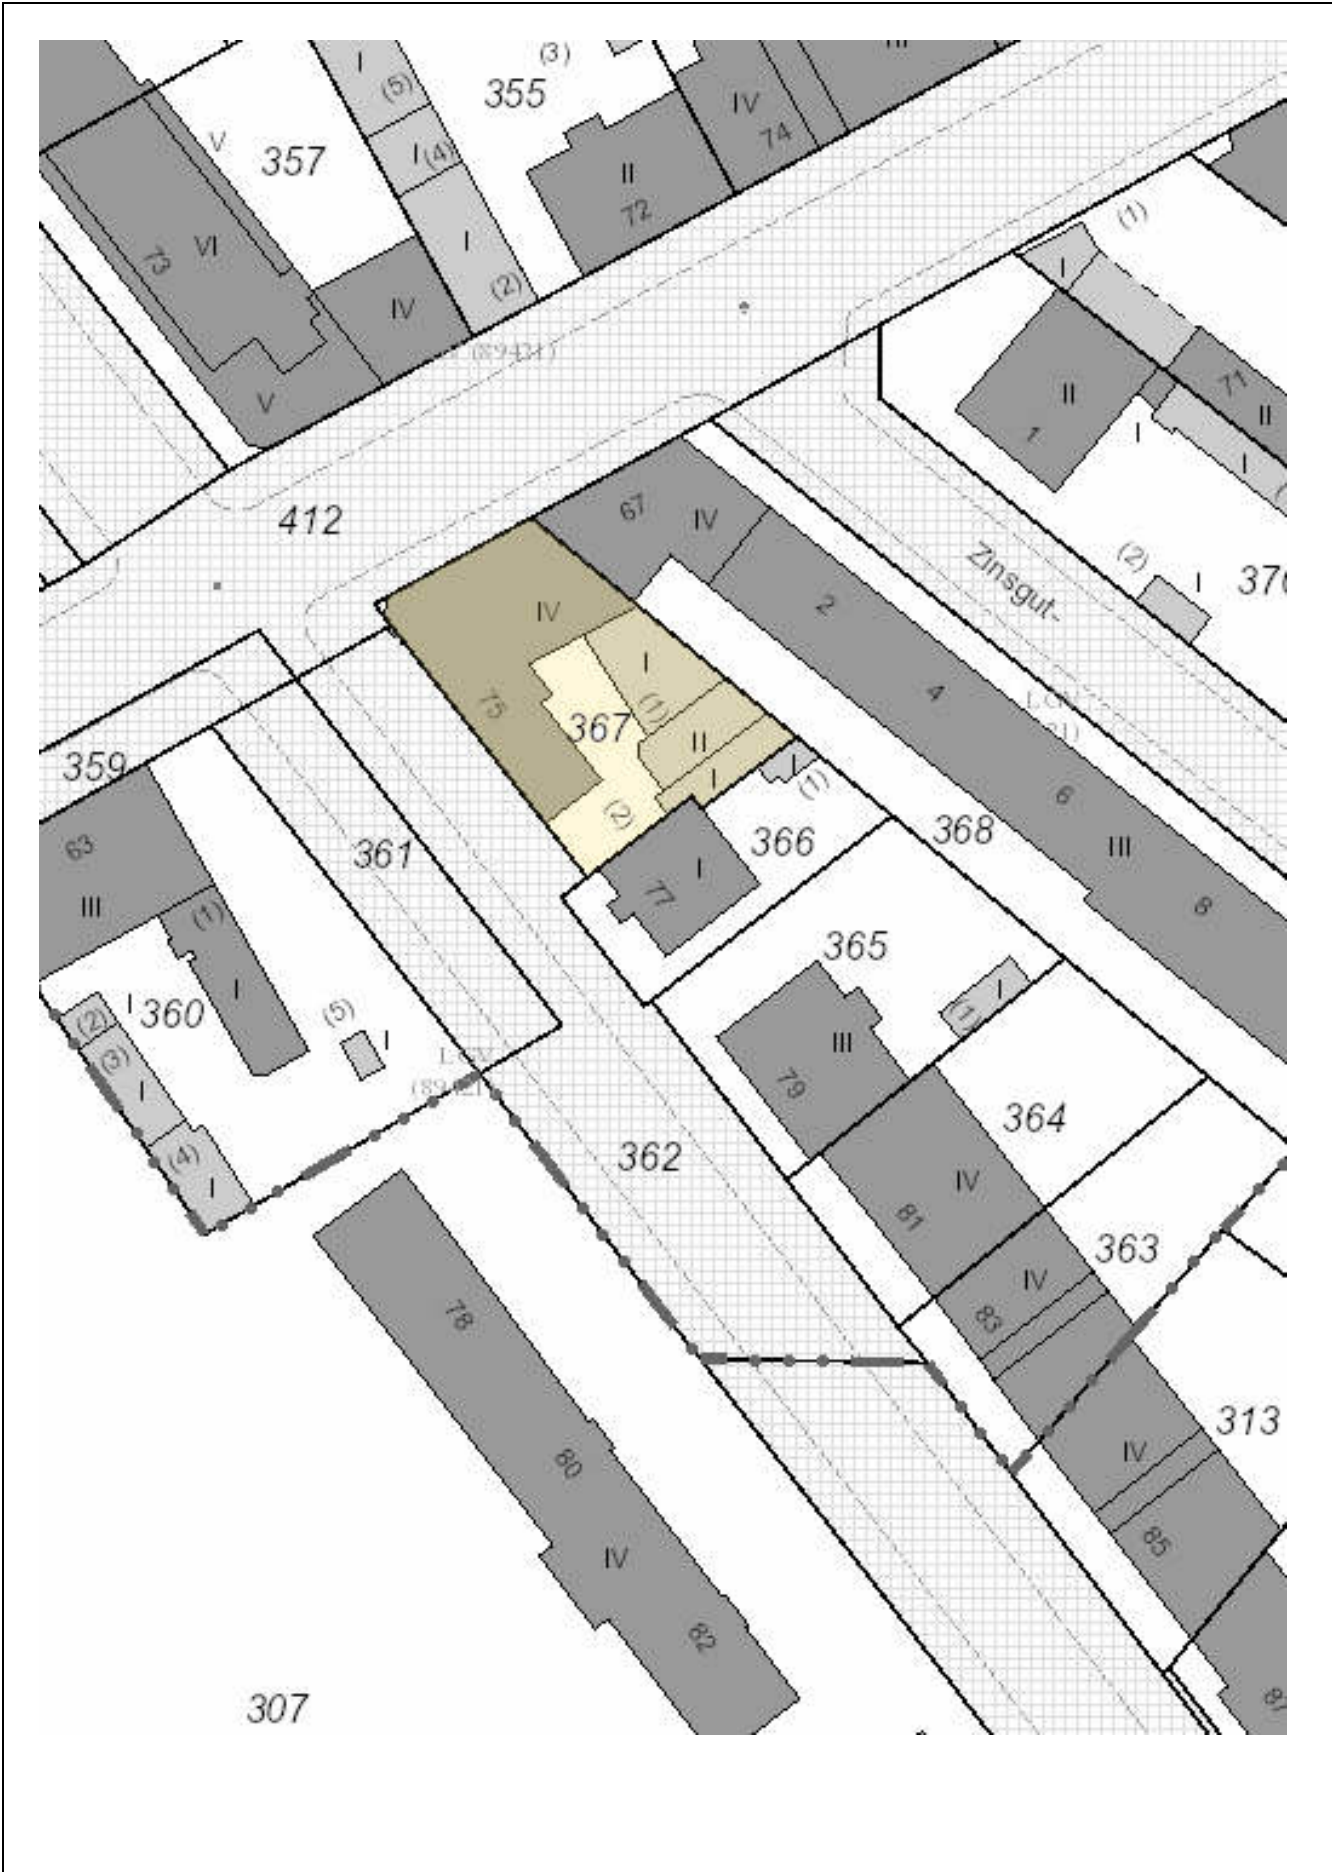 III
(3)
I
(5)
355
IV
74
V
357
I (4)
II
72
(1)
73
VI
I
(2)
I
IV
(89421)
V
II
71
II
1
I
I
67
IV
412
Zinsgut-
(2)
I
2
IV
I
75
(1)
367
4
II
359
I
I
(1)
6
(2)
63
361
366
368
III
I
77
8
III
(1)
365
I
I
360
(2)
(5)
I
(1)
I
III
(3)
I
79
364
362
(4)
I
IV
81
363
IV
78
83
313
IV
80
85
IV
82
307